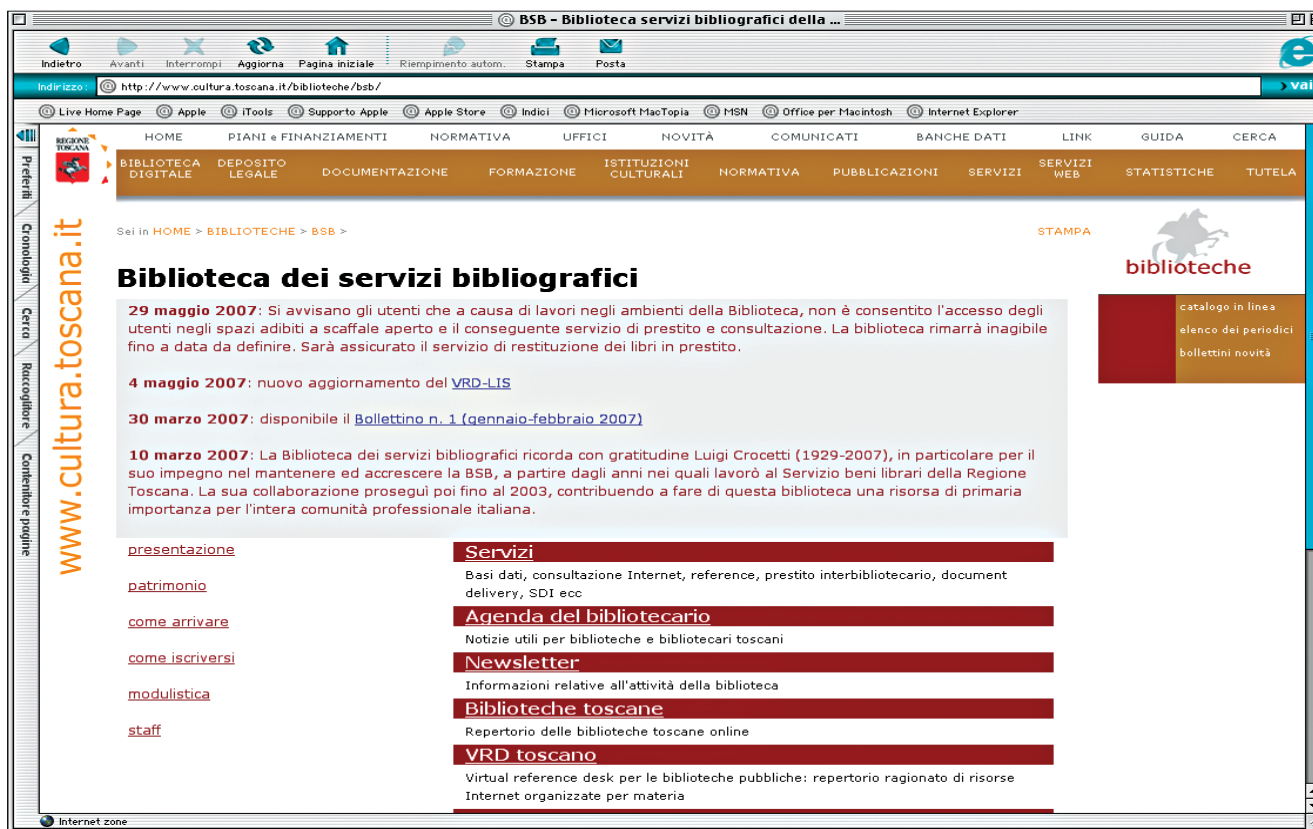 BSB - Biblioteca servizi bibliografici della ...
Indietro Avanti Interrompi Aggiorna Pagina iniziale Riempimento autom. Stampa Posta
Indirizzo: http://www.cultura.toscana.it/biblioteche/bsb/ vai
Live Home Page Apple iTools Supporto Apple Apple Store Indici Microsoft MacTopia MSN Office per Macintosh Internet Explorer
Preferiti
Cronologia
Cerca
Raccoglitore
Contenitore pagine
REGIONE
TOSCANA
HOME PIANI e FINANZIAMENTI NORMATIVA UFFICI NOVITÀ COMUNICATI BANCHE DATI LINK GUIDA CERCA
BIBLIOTECA DIGITALE DEPOSITO LEGALE DOCUMENTAZIONE FORMAZIONE ISTITUZIONI CULTURALI NORMATIVA PUBBLICAZIONI SERVIZI SERVIZI WEB STATISTICHE TUTELA
www.cultura.toscana.it
Sei in HOME > BIBLIOTECHE > BSB >
STAMPA
biblioteche
catalogo in linea
elenco dei periodici
bollettini novità
Biblioteca dei servizi bibliografici
29 maggio 2007: Si avvisano gli utenti che a causa di lavori negli ambienti della Biblioteca, non è consentito l'accesso degli
utenti negli spazi adibiti a scaffale aperto e il conseguente servizio di prestito e consultazione. La biblioteca rimarrà inagibile
fino a data da definire. Sarà assicurato il servizio di restituzione dei libri in prestito.
4 maggio 2007: nuovo aggiornamento del VRD-LIS
30 marzo 2007: disponibile il Bollettino n. 1 (gennaio-febbraio 2007)
10 marzo 2007: La Biblioteca dei servizi bibliografici ricorda con gratitudine Luigi Crocetti (1929-2007), in particolare per il
suo impegno nel mantenere ed accrescere la BSB, a partire dagli anni nei quali lavorò al Servizio beni librari della Regione
Toscana. La sua collaborazione proseguì poi fino al 2003, contribuendo a fare di questa biblioteca una risorsa di primaria
importanza per l'intera comunità professionale italiana.
presentazione
patrimonio
come arrivare
come iscriversi
modulistica
staff
Servizi
Basi dati, consultazione Internet, reference, prestito interbibliotecario, document
delivery, SDI ecc
Agenda del bibliotecario
Notizie utili per biblioteche e bibliotecari toscani
Newsletter
Informazioni relative all'attività della biblioteca
Biblioteche toscane
Repertorio delle biblioteche toscane online
VRD toscano
Virtual reference desk per le biblioteche pubbliche: repertorio ragionato di risorse
Internet organizzate per materia
Internet zone